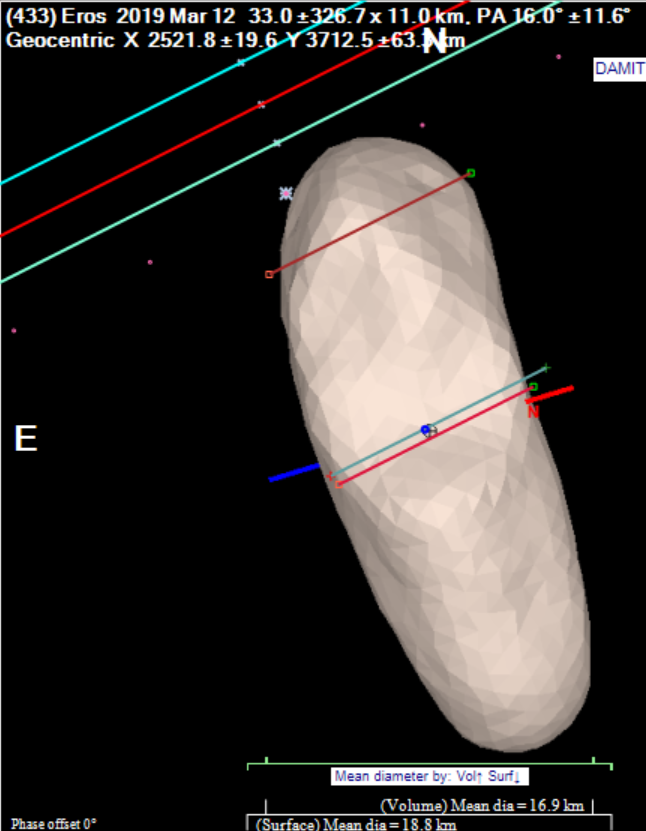 (433) Eros 2019 Mar 12 33.0 ±326.7 x 11.0 km, PA 16.0° ±11.6°
Geocentric X 2521.8 ±19.6 Y 3712.5 ±63.5 km
N
DAMIT
E
N
Mean diameter by: Vol↑ Surf↓
(Volume) Mean dia = 16.9 km
Phase offset 0°
(Surface) Mean dia = 18.8 km